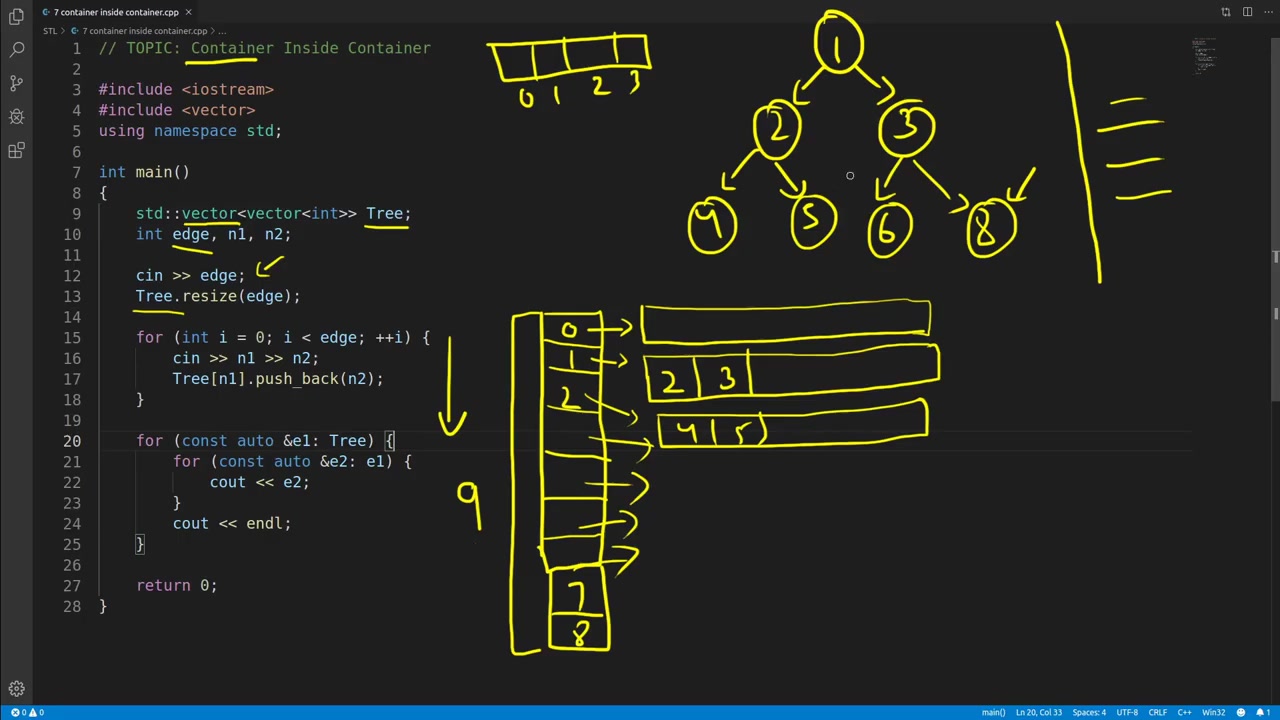 7 container inside container.cpp ×
STL > 7 container inside container.cpp > ...
1 // TOPIC: Container Inside Container
2
3 #include <iostream>
4 #include <vector>
5 using namespace std;
6
7 int main()
8 {
9 std::vector<vector<int>> Tree;
10 int edge, n1, n2;
11
12 cin >> edge;
13 Tree.resize(edge);
14
15 for (int i = 0; i < edge; ++i) {
16 cin >> n1 >> n2;
17 Tree[n1].push_back(n2);
18 }
19
20 for (const auto &e1: Tree) {
21 for (const auto &e2: e1) {
22 cout << e2;
23 }
24 cout << endl;
25 }
26
27 return 0;
28 }
0 1 2 3
1
2 3
4 5 6 8
0
1 2 3
2 4 5
9
7
8
0 0
main() Ln 20, Col 33 Spaces: 4 UTF-8 CRLF C++ Win32 1